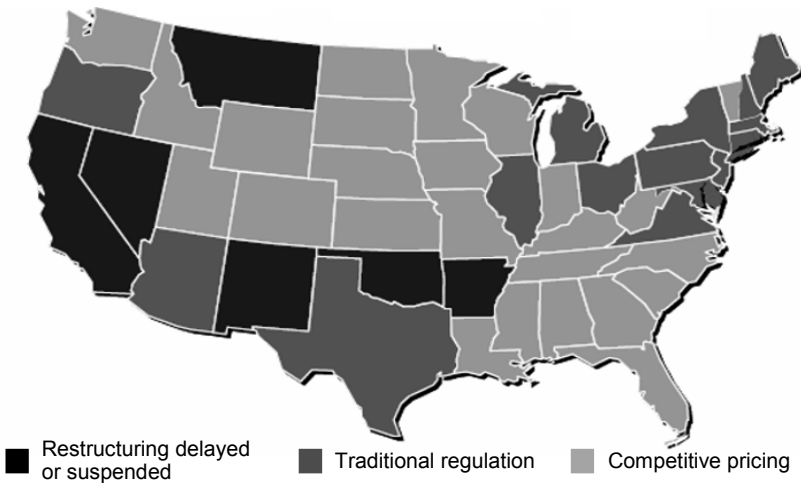 Restructuring delayed
or suspended
Traditional regulation
Competitive pricing